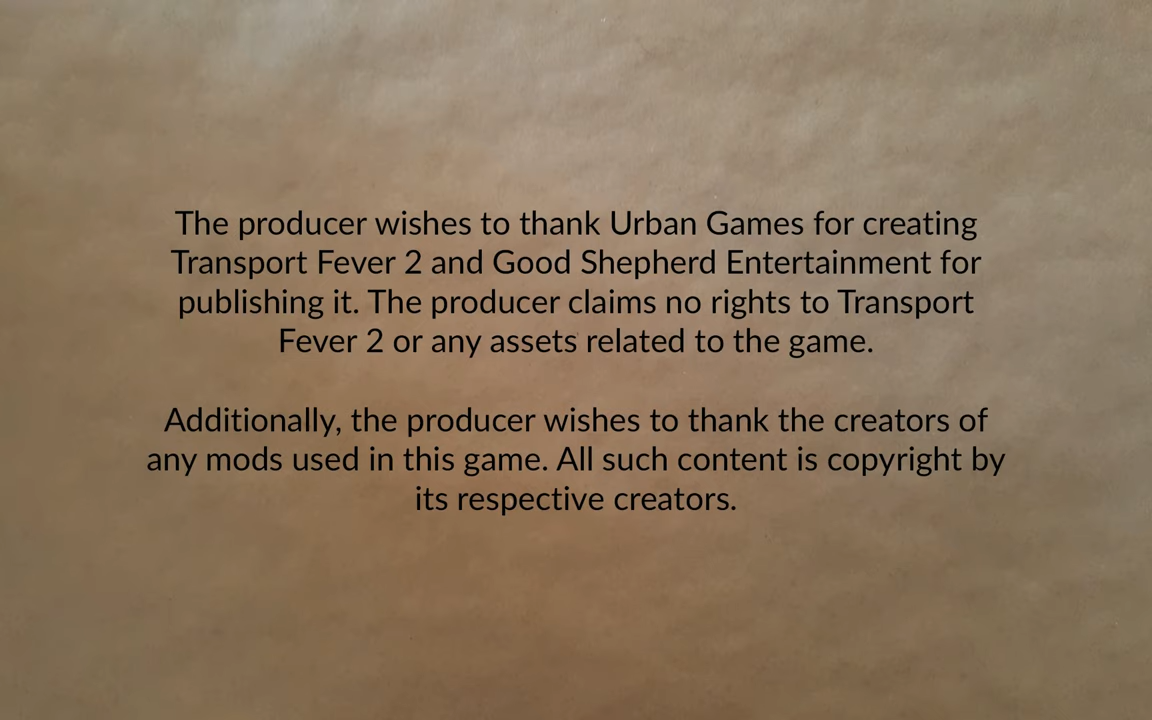 The producer wishes to thank Urban Games for creating
Transport Fever 2 and Good Shepherd Entertainment for
publishing it. The producer claims no rights to Transport
Fever 2 or any assets related to the game.
Additionally, the producer wishes to thank the creators of
any mods used in this game. All such content is copyright by
its respective creators.